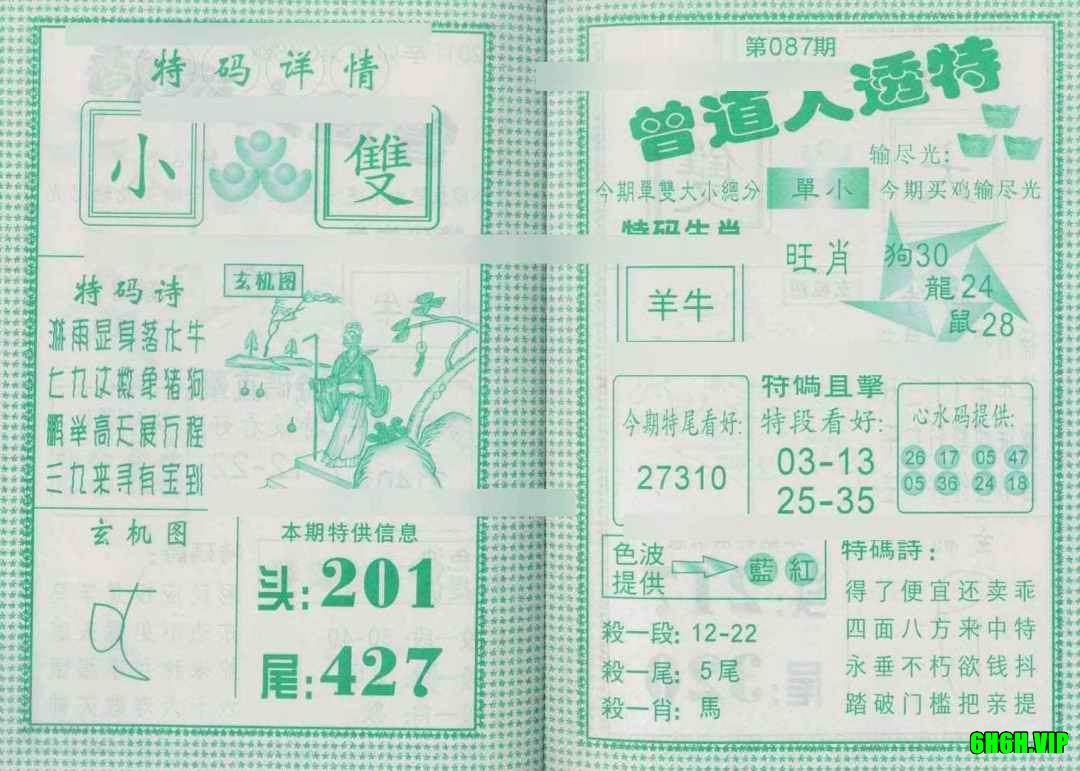 特码详情
小
雙
特码诗
淋雨显身落水牛
七九这数象猪狗
鹏举高天展万程
三九来寻有宝到
玄机图
玄机图
本期特供信息
头:201
尾:427
第087期
曾道人透特
输尽光:
今期單雙大小總分
單小
今期买鸡输尽光
特码生肖
羊牛
旺肖
狗30
龍24
鼠28
今期特尾看好:
27310
特碼且擊
特段看好:
03-13
25-35
心水码提供:
26 17 05 47
05 36 24 18
色波
提供
藍 紅
殺一段: 12-22
殺一尾: 5尾
殺一肖: 馬
特碼詩:
得了便宜还卖乖
四面八方来中特
永垂不朽欲钱抖
踏破门槛把亲提
6H6H.VIP